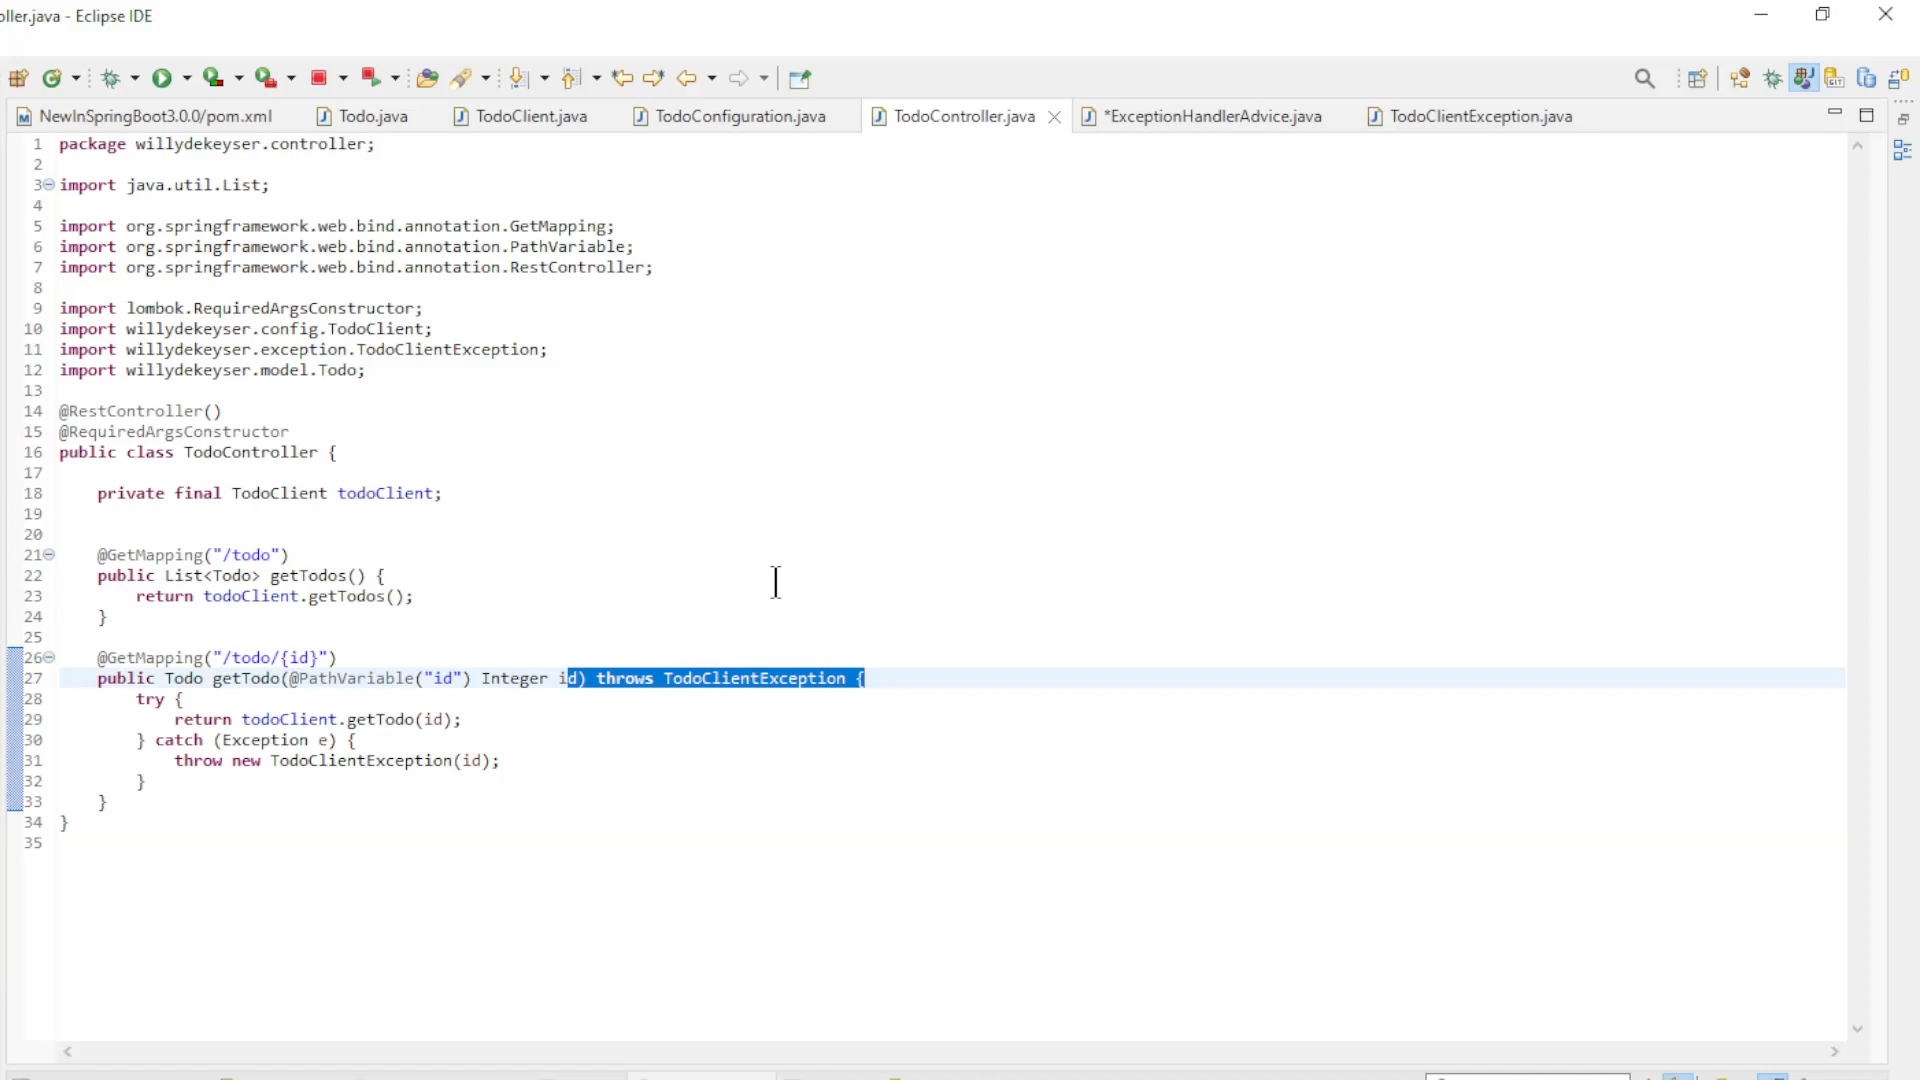 oller.java - Eclipse IDE
NewInSpringBoot3.0.0/pom.xml Todo.java TodoClient.java TodoConfiguration.java TodoController.java *ExceptionHandlerAdvice.java TodoClientException.java
1 package willydekeyser.controller;
2
3 import java.util.List;
4
5 import org.springframework.web.bind.annotation.GetMapping;
6 import org.springframework.web.bind.annotation.PathVariable;
7 import org.springframework.web.bind.annotation.RestController;
8
9 import lombok.RequiredArgsConstructor;
10 import willydekeyser.config.TodoClient;
11 import willydekeyser.exception.TodoClientException;
12 import willydekeyser.model.Todo;
13
14 @RestController()
15 @RequiredArgsConstructor
16 public class TodoController {
17
18     private final TodoClient todoClient;
19
20
21     @GetMapping("/todo")
22     public List<Todo> getTodos() {
23         return todoClient.getTodos();
24     }
25
26     @GetMapping("/todo/{id}")
27     public Todo getTodo(@PathVariable("id") Integer id) throws TodoClientException {
28         try {
29             return todoClient.getTodo(id);
30         } catch (Exception e) {
31             throw new TodoClientException(id);
32         }
33     }
34 }
35